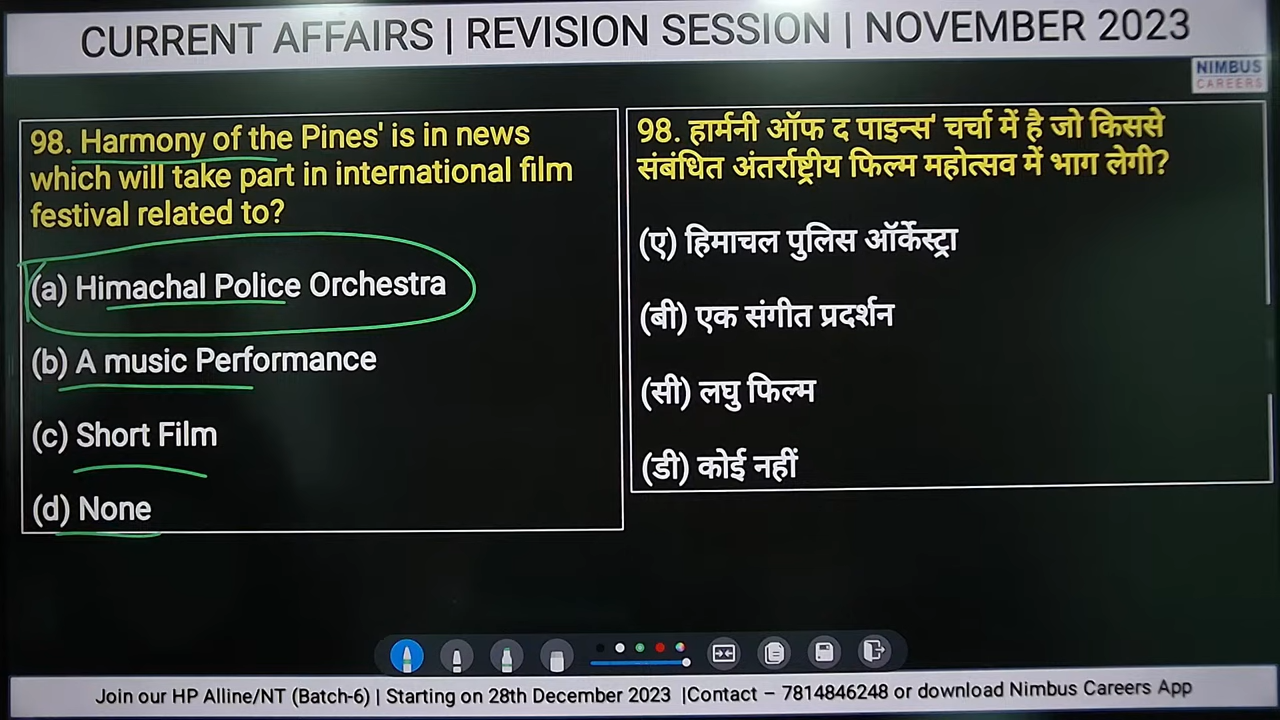 CURRENT AFFAIRS | REVISION SESSION | NOVEMBER 2023
NIMBUS
CAREERS
98. Harmony of the Pines' is in news
which will take part in international film
festival related to?
(a) Himachal Police Orchestra
(b) A music Performance
(c) Short Film
(d) None
98. हार्मनी ऑफ द पाइन्स' चर्चा में है जो किससे
संबंधित अंतर्राष्ट्रीय फिल्म महोत्सव में भाग लेगी?
(ए) हिमाचल पुलिस ऑर्केस्ट्रा
(बी) एक संगीत प्रदर्शन
(सी) लघु फिल्म
(डी) कोई नहीं
Join our HP Alline/NT (Batch-6) | Starting on 28th December 2023 |Contact – 7814846248 or download Nimbus Careers App